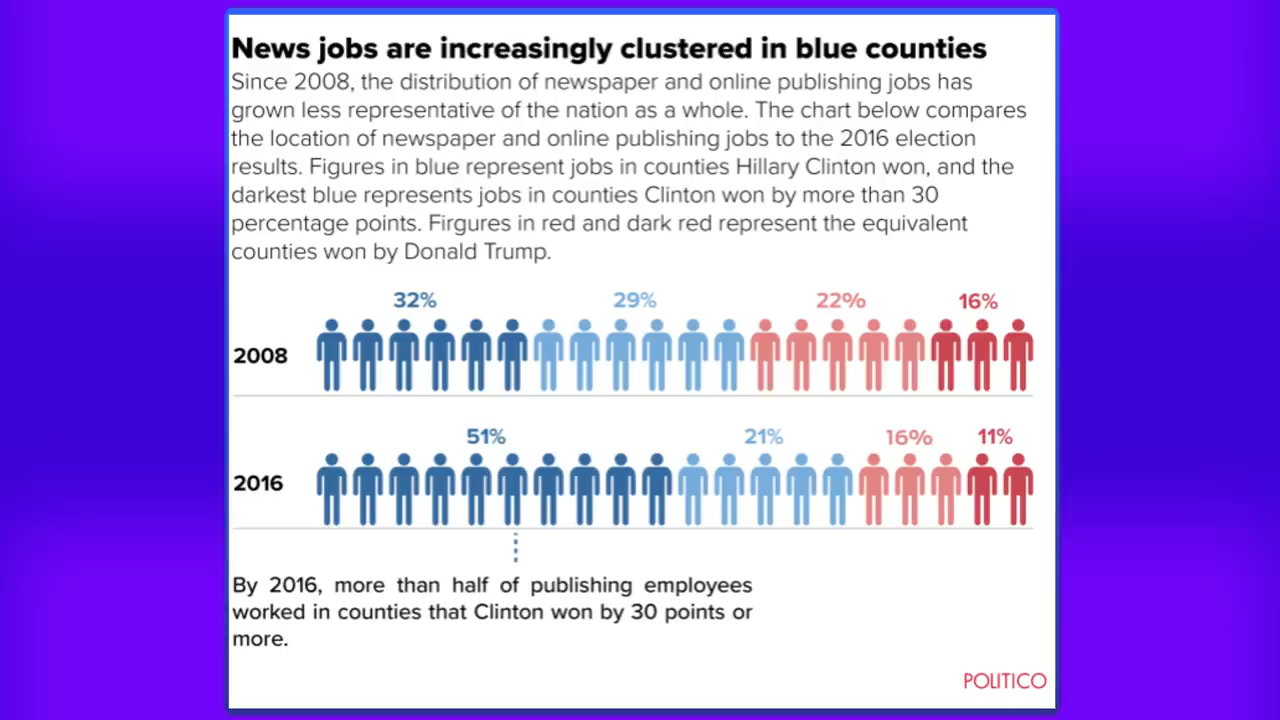 News jobs are increasingly clustered in blue counties
Since 2008, the distribution of newspaper and online publishing jobs has
grown less representative of the nation as a whole. The chart below compares
the location of newspaper and online publishing jobs to the 2016 election
results. Figures in blue represent jobs in counties Hillary Clinton won, and the
darkest blue represents jobs in counties Clinton won by more than 30
percentage points. Firgures in red and dark red represent the equivalent
counties won by Donald Trump.
32% 29% 22% 16%
2008
51% 21% 16% 11%
2016
By 2016, more than half of publishing employees
worked in counties that Clinton won by 30 points or
more.
POLITICO